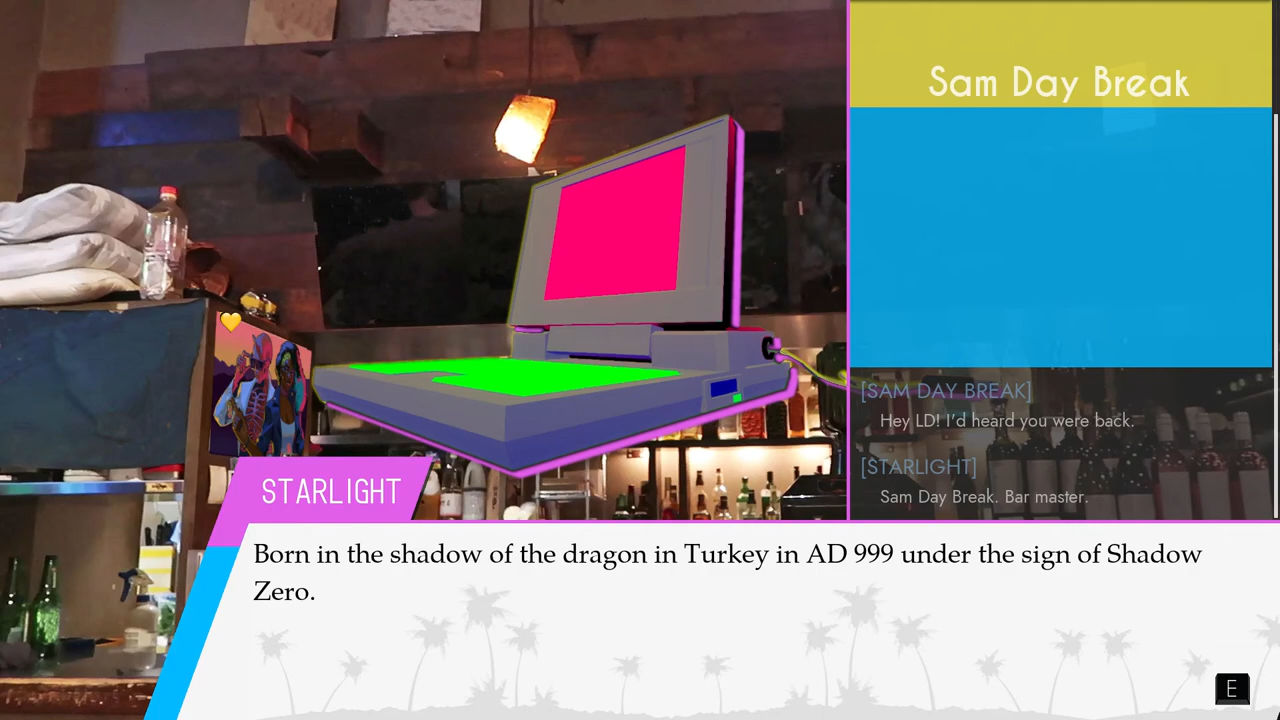 Sam Day Break
[SAM DAY BREAK]
Hey LD! I'd heard you were back.
[STARLIGHT]
Sam Day Break. Bar master.
STARLIGHT
Born in the shadow of the dragon in Turkey in AD 999 under the sign of Shadow
Zero.
E